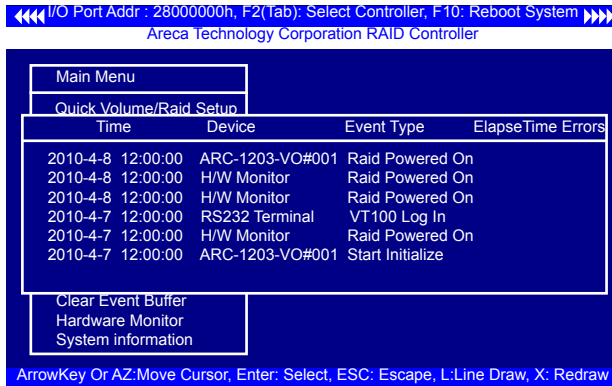 I/O Port Addr : 28000000h, F2(Tab): Select Controller, F10: Reboot System
Areca Technology Corporation RAID Controller
Main Menu
Quick Volume/Raid Setup
Time Device Event Type ElapseTime Errors
2010-4-8 12:00:00 ARC-1203-VO#001 Raid Powered On
2010-4-8 12:00:00 H/W Monitor Raid Powered On
2010-4-8 12:00:00 H/W Monitor Raid Powered On
2010-4-7 12:00:00 RS232 Terminal VT100 Log In
2010-4-7 12:00:00 H/W Monitor Raid Powered On
2010-4-7 12:00:00 ARC-1203-VO#001 Start Initialize
Clear Event Buffer
Hardware Monitor
System information
ArrowKey Or AZ:Move Cursor, Enter: Select, ESC: Escape, L:Line Draw, X: Redraw